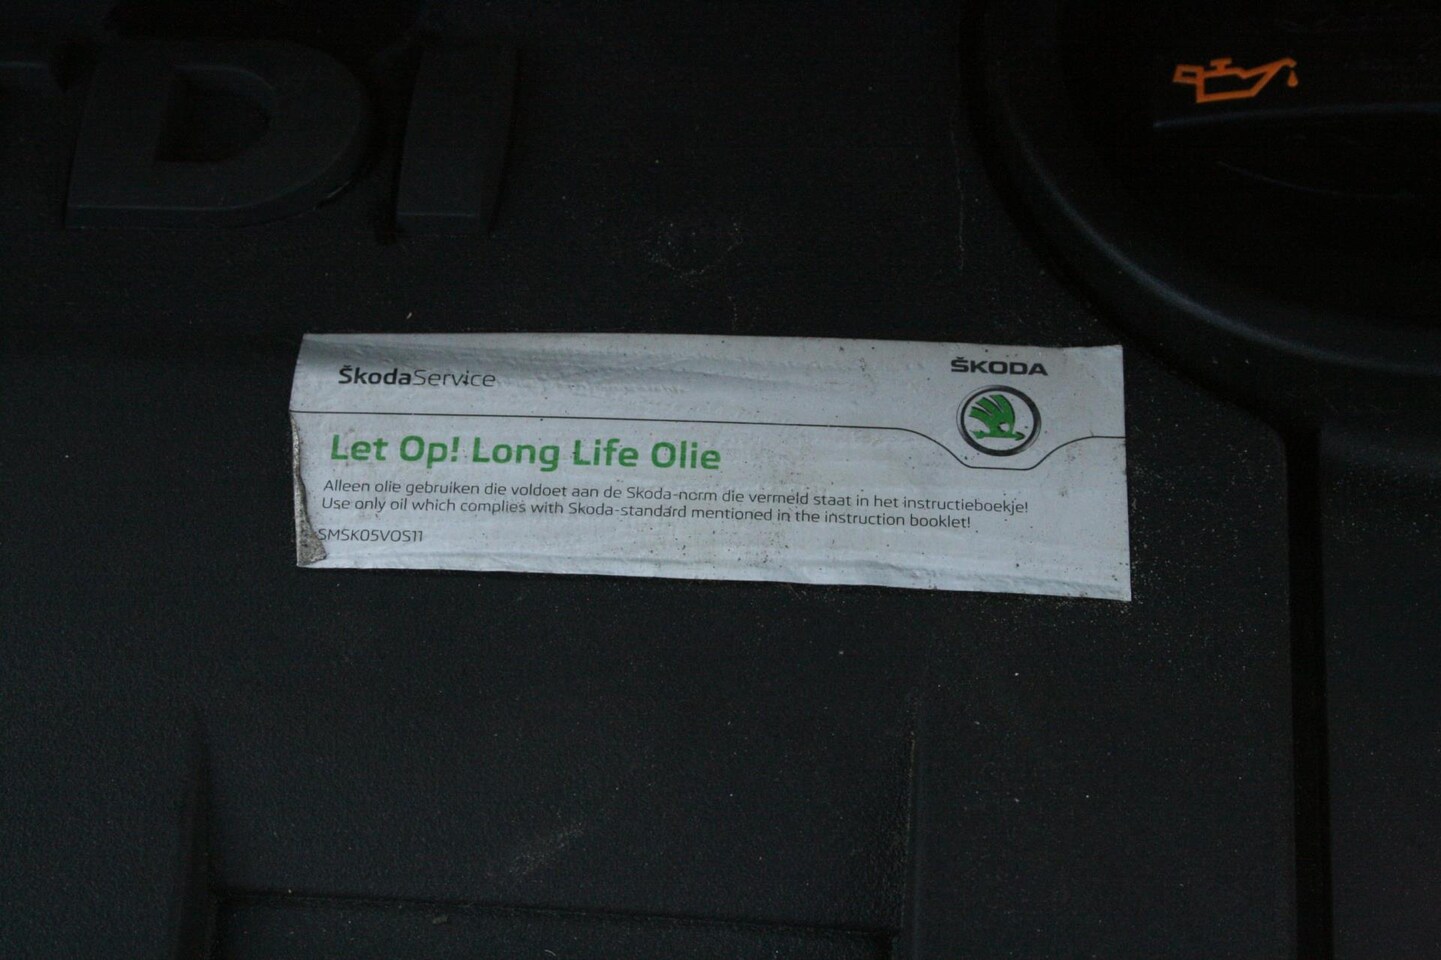 TDI
ŠkodaService
ŠKODA
Let Op! Long Life Olie
Alleen olie gebruiken die voldoet aan de Skoda-norm die vermeld staat in het instructieboekje!
Use only oil which complies with Skoda-standard mentioned in the instruction booklet!
SMSK05VOS11